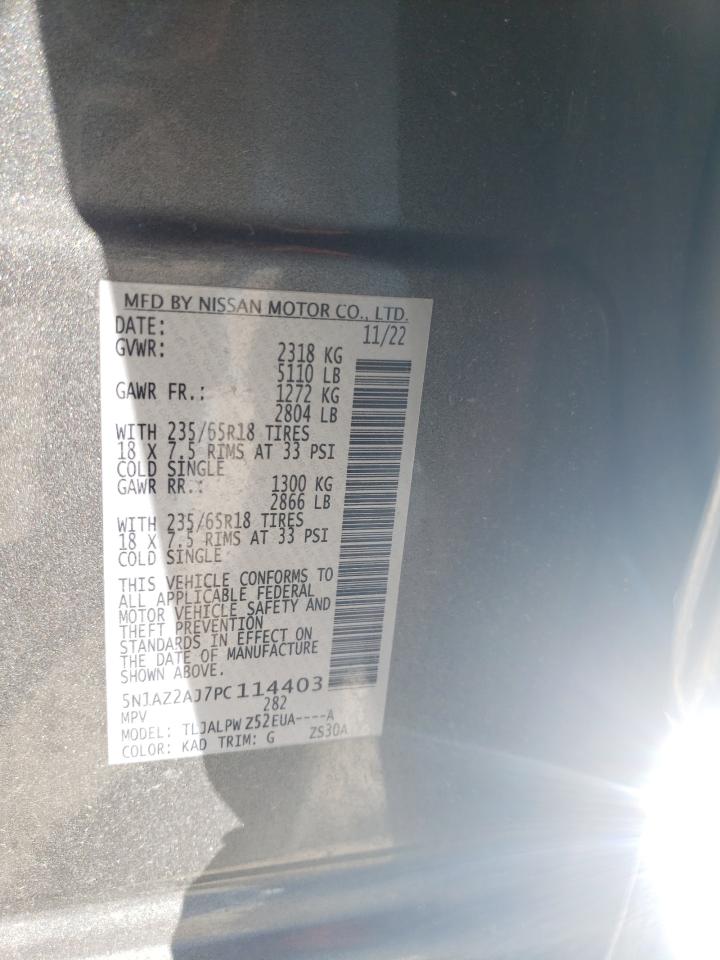 MFD BY NISSAN MOTOR CO., LTD.
DATE: 11/22
GVWR: 2318 KG
5110 LB
GAWR FR.: 1272 KG
2804 LB
WITH 235/65R18 TIRES
18 X 7.5 RIMS AT 33 PSI
COLD SINGLE
GAWR RR.: 1300 KG
2866 LB
WITH 235/65R18 TIRES
18 X 7.5 RIMS AT 33 PSI
COLD SINGLE
THIS VEHICLE CONFORMS TO
ALL APPLICABLE FEDERAL
MOTOR VEHICLE SAFETY AND
THEFT PREVENTION
STANDARDS IN EFFECT ON
THE DATE OF MANUFACTURE
SHOWN ABOVE.
5N1AZ2AJ7PC114403
MPV 282
MODEL: TLJALPW Z52EUA----A
COLOR: KAD TRIM: G ZS30A